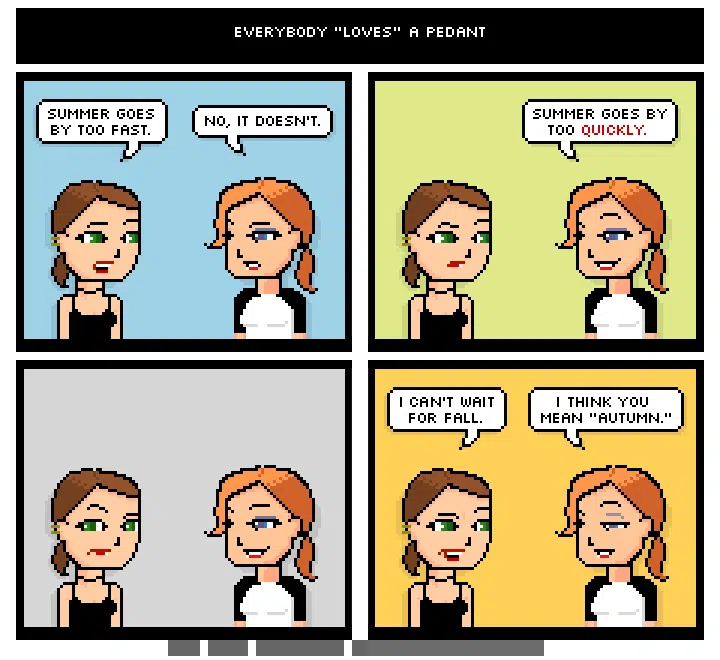 EVERYBODY "LOVES" A PEDANT
SUMMER GOES
BY TOO FAST.
NO, IT DOESN'T.
SUMMER GOES BY
TOO QUICKLY.
I CAN'T WAIT
FOR FALL.
I THINK YOU
MEAN "AUTUMN."